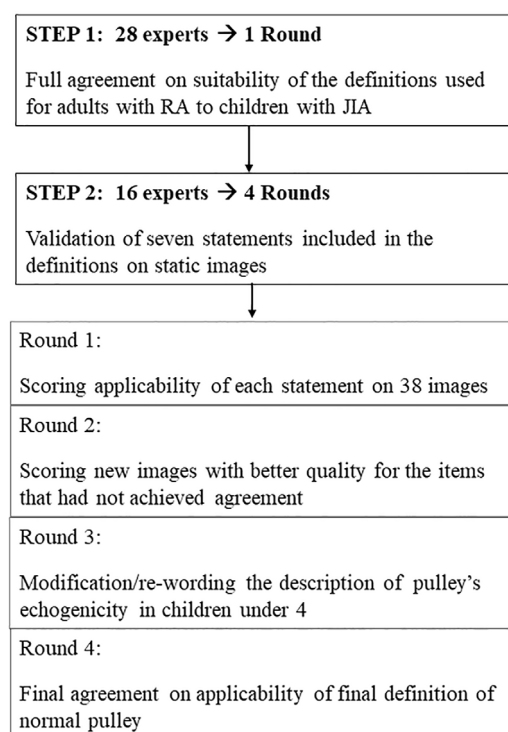 STEP 1: 28 experts → 1 Round
Full agreement on suitability of the definitions used
for adults with RA to children with JIA
STEP 2: 16 experts → 4 Rounds
Validation of seven statements included in the
definitions on static images
Round 1:
Scoring applicability of each statement on 38 images
Round 2:
Scoring new images with better quality for the items
that had not achieved agreement
Round 3:
Modification/re-wording the description of pulley's
echogenicity in children under 4
Round 4:
Final agreement on applicability of final definition of
normal pulley